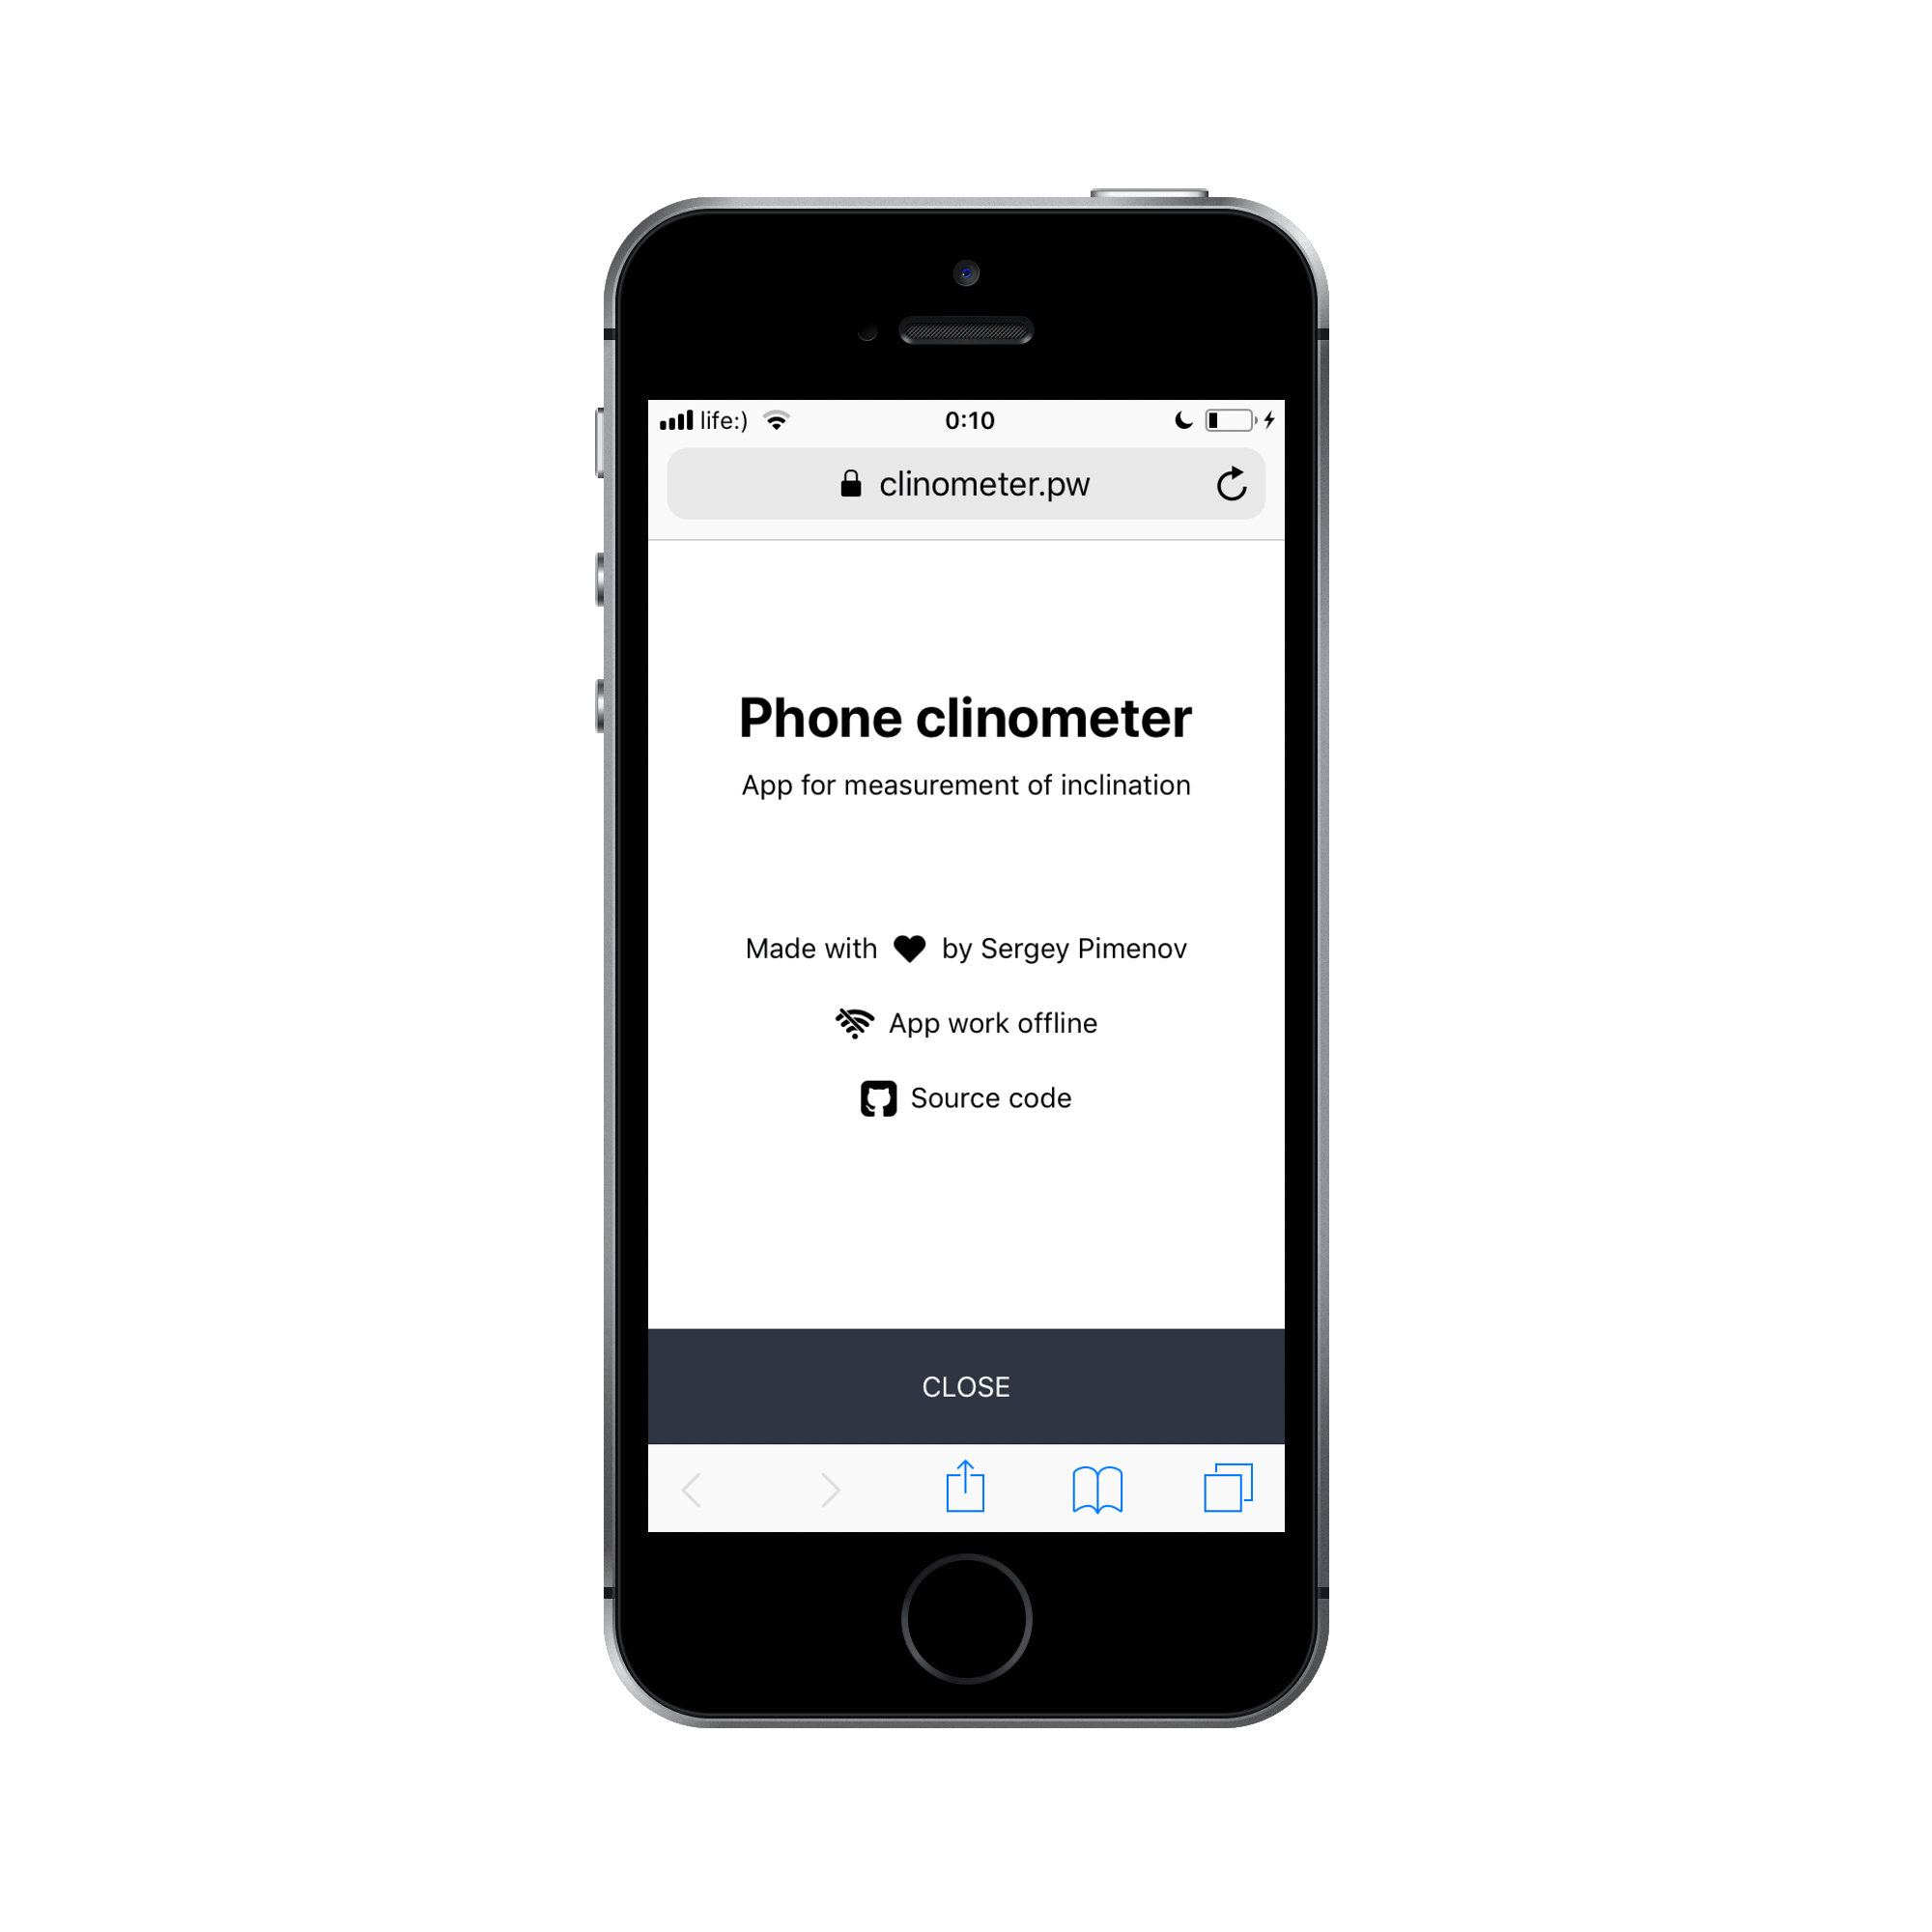 life:) 0:10
clinometer.pw
Phone clinometer
App for measurement of inclination
Made with by Sergey Pimenov
App work offline
Source code
CLOSE